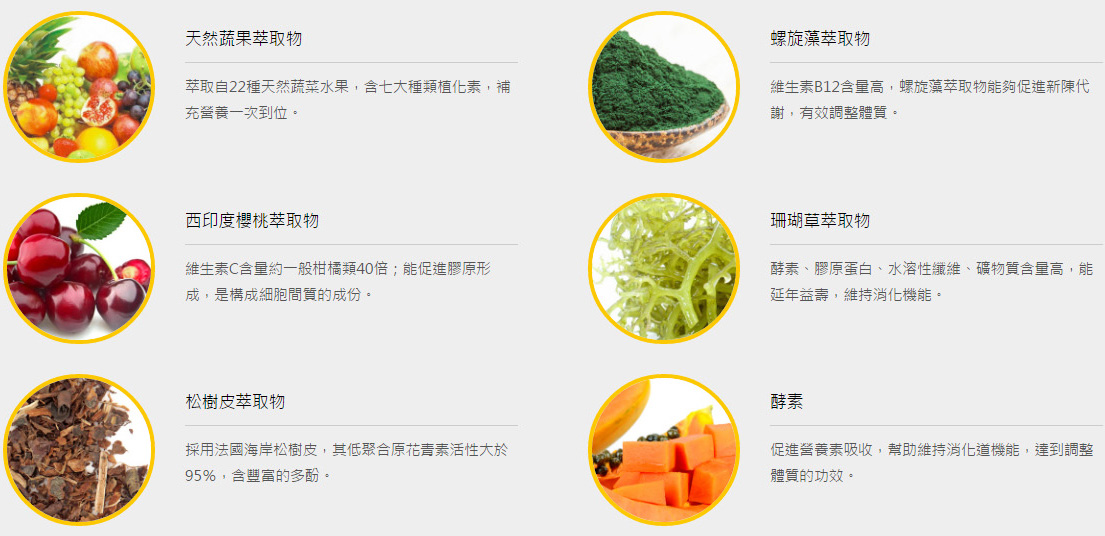 天然蔬果萃取物
萃取自22種天然蔬菜水果，含七大種類植化素，補
充營養一次到位。
螺旋藻萃取物
維生素B12含量高，螺旋藻萃取物能夠促進新陳代
謝，有效調整體質。
西印度櫻桃萃取物
維生素C含量約一般柑橘類40倍；能促進膠原形
成，是構成細胞間質的成份。
珊瑚草萃取物
酵素、膠原蛋白、水溶性纖維、礦物質含量高，能
延年益壽，維持消化機能。
松樹皮萃取物
採用法國海岸松樹皮，其低聚合原花青素活性大於
95%，含豐富的多酚。
酵素
促進營養素吸收，幫助維持消化道機能，達到調整
體質的功效。